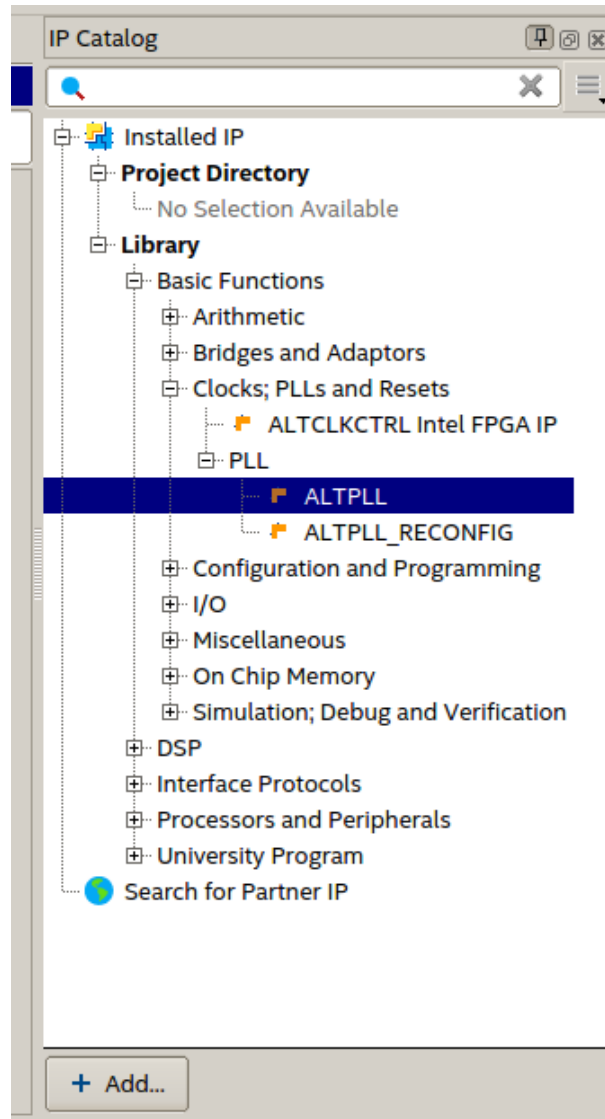 IP Catalog
Installed IP
Project Directory
No Selection Available
Library
Basic Functions
Arithmetic
Bridges and Adaptors
Clocks; PLLs and Resets
ALTCLKCTRL Intel FPGA IP
PLL
ALTPLL
ALTPLL_RECONFIG
Configuration and Programming
I/O
Miscellaneous
On Chip Memory
Simulation; Debug and Verification
DSP
Interface Protocols
Processors and Peripherals
University Program
Search for Partner IP
+ Add...